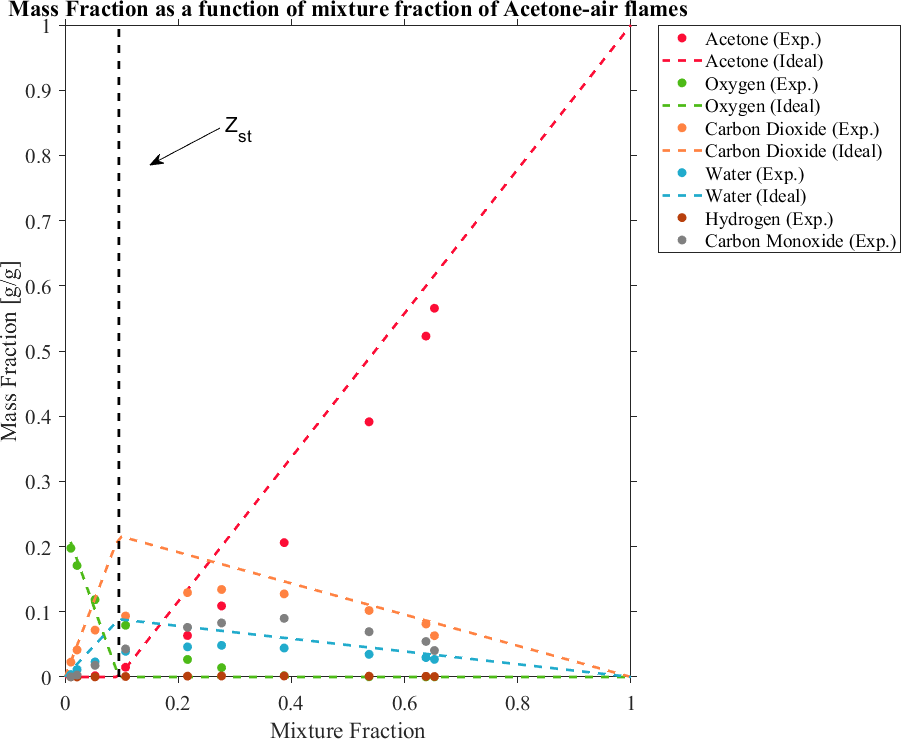 Mass Fraction as a function of mixture fraction of Acetone-air flames
1
0.9
0.8
0.7
0.6
0.5
0.4
0.3
0.2
0.1
0
Mass Fraction [g/g]
Zst
0
0.2
0.4
0.6
0.8
1
Mixture Fraction
Acetone (Exp.)
Acetone (Ideal)
Oxygen (Exp.)
Oxygen (Ideal)
Carbon Dioxide (Exp.)
Carbon Dioxide (Ideal)
Water (Exp.)
Water (Ideal)
Hydrogen (Exp.)
Carbon Monoxide (Exp.)